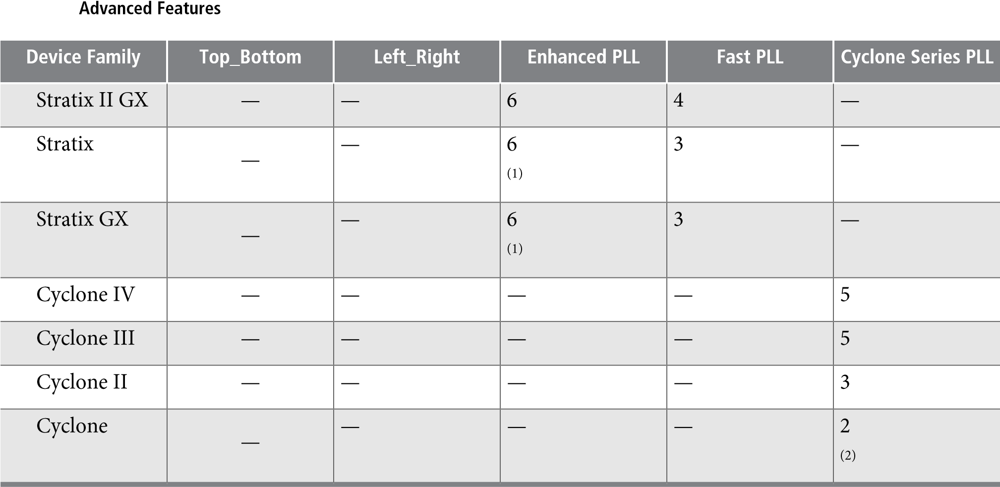 Advanced Features
Device Family Top_Bottom Left_Right Enhanced PLL Fast PLL Cyclone Series PLL
Stratix II GX — — 6 4 —
Stratix — — 6 (1) 3 —
Stratix GX — — 6 (1) 3 —
Cyclone IV — — — — 5
Cyclone III — — — — 5
Cyclone II — — — — 3
Cyclone — — — — 2 (2)